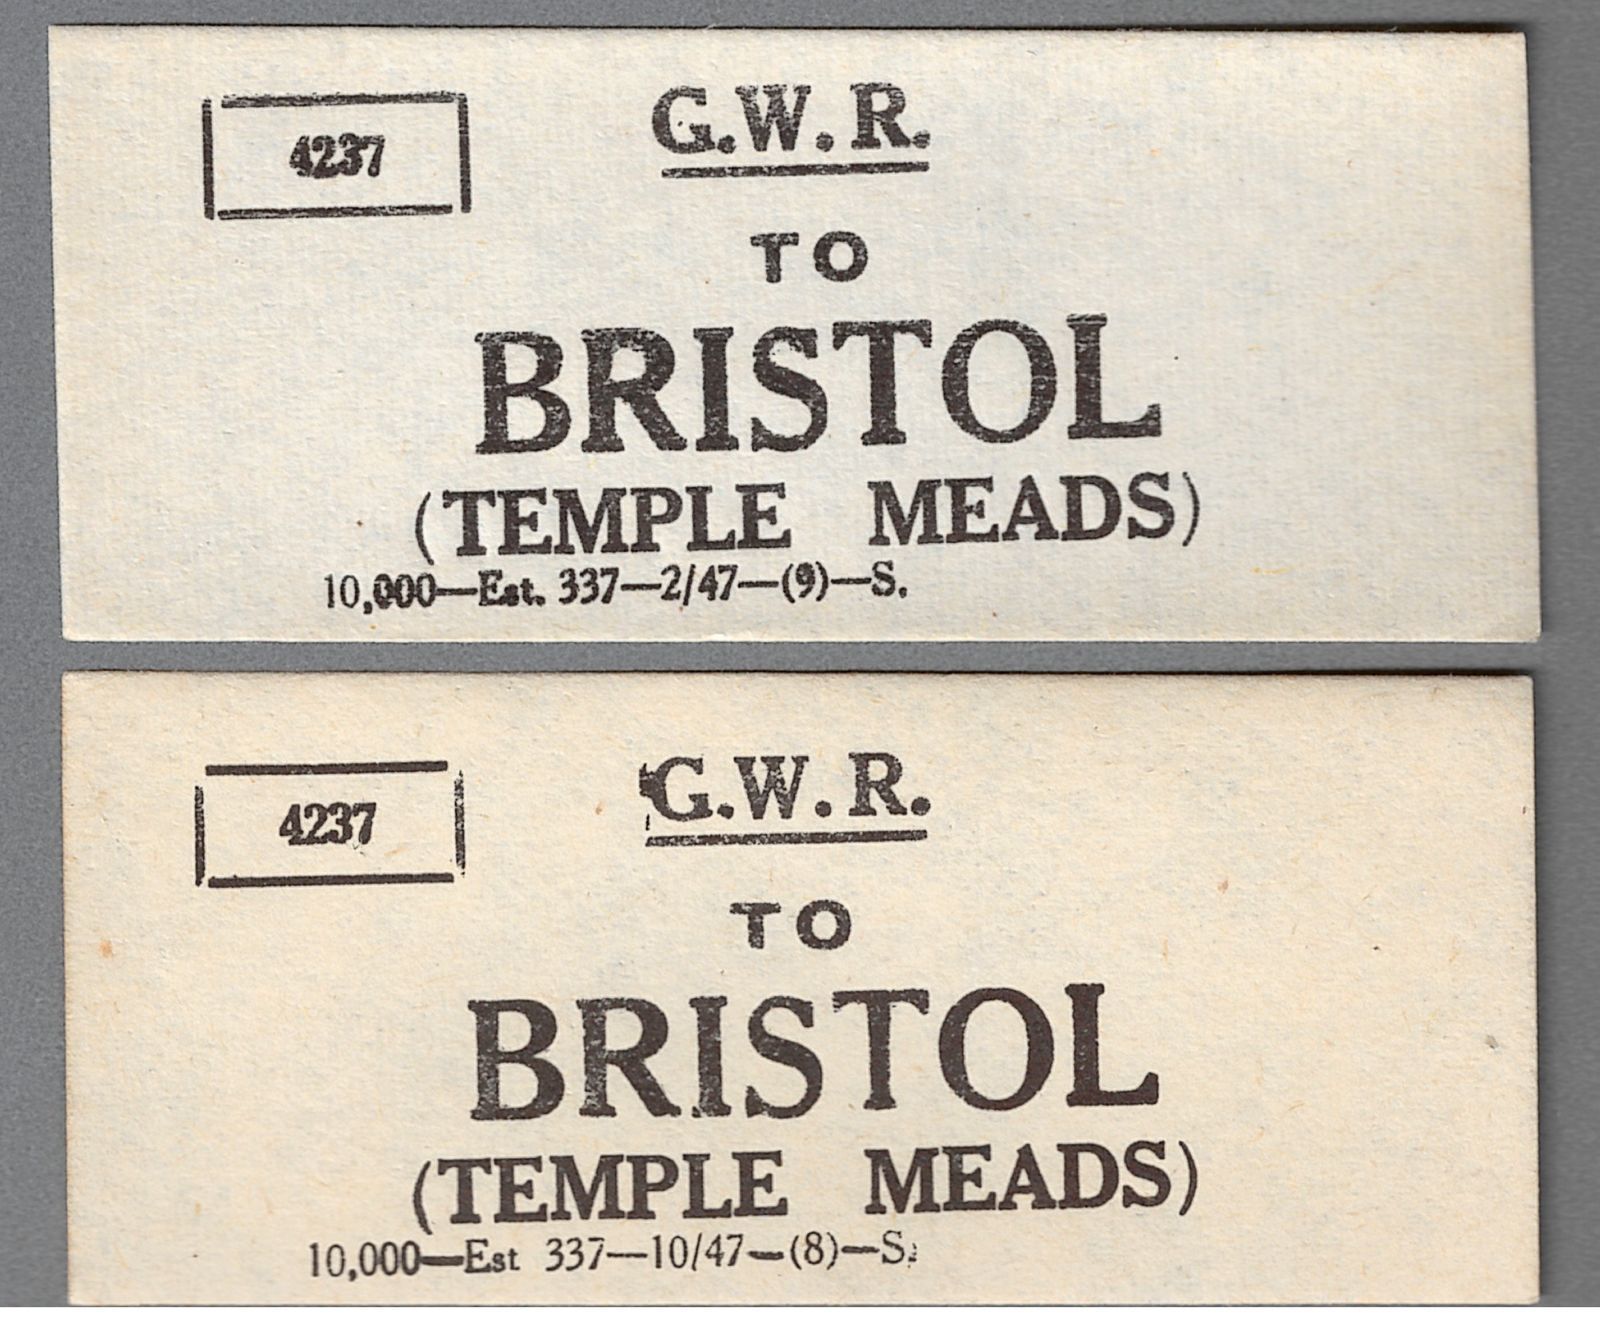 4237
G.W.R.
TO
BRISTOL
(TEMPLE MEADS)
10,000—Est. 337—2/47—(9)—S.
4237
G.W.R.
TO
BRISTOL
(TEMPLE MEADS)
10,000—Est 337—10/47—(8)—S.